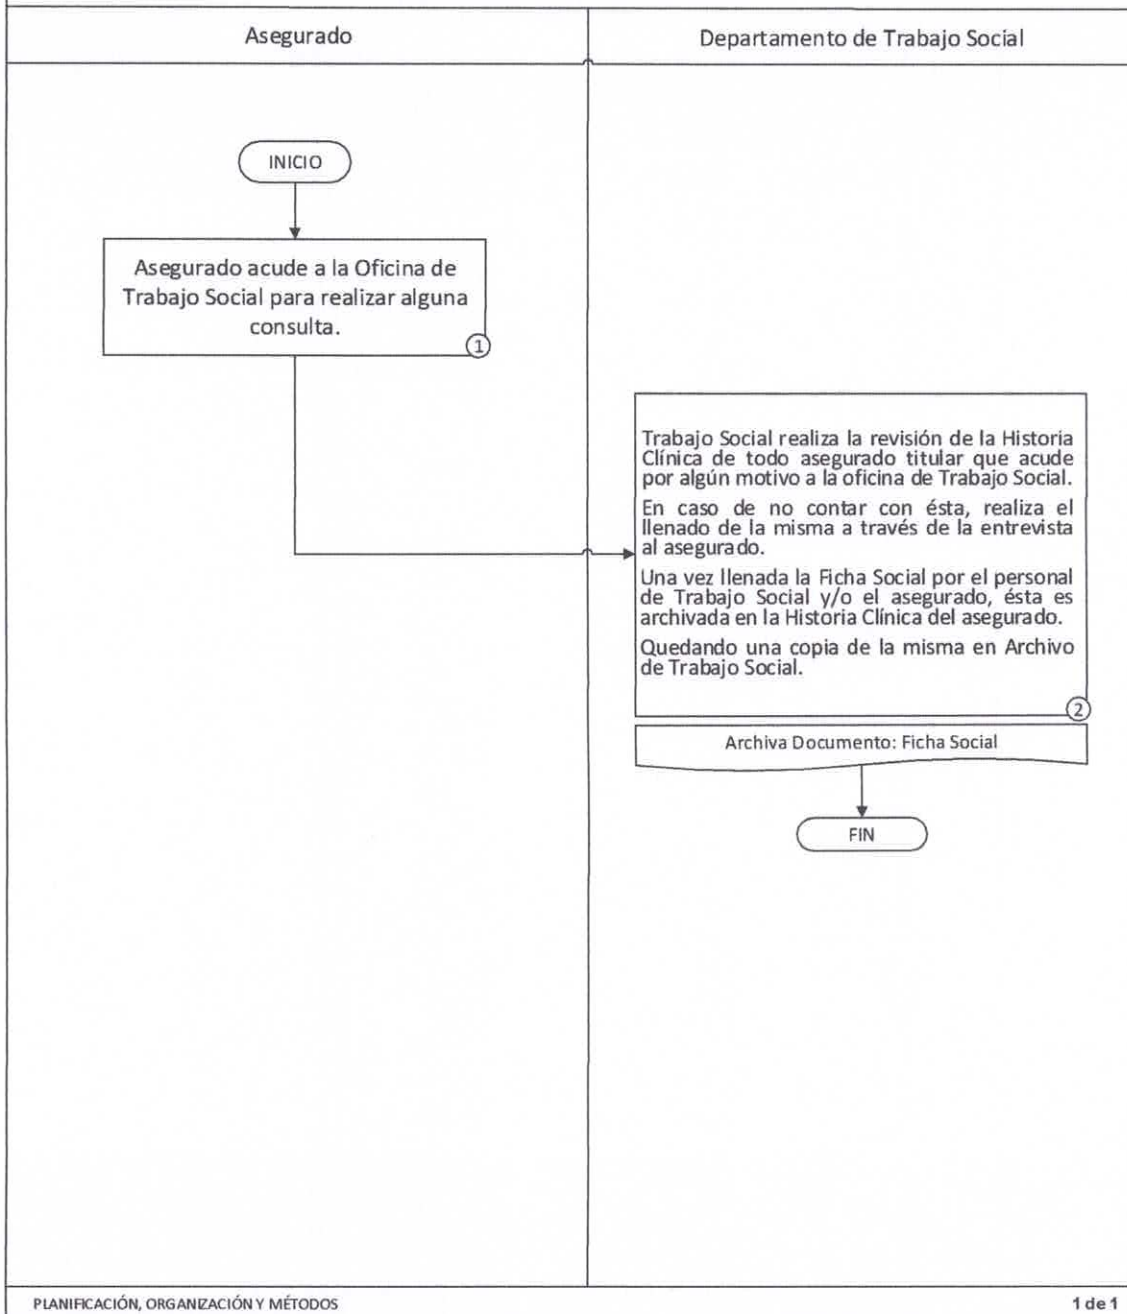 Asegurado
Departamento de Trabajo Social
INICIO
Asegurado acude a la Oficina de
Trabajo Social para realizar alguna
consulta.
1
Trabajo Social realiza la revisión de la Historia
Clínica de todo asegurado titular que acude
por algún motivo a la oficina de Trabajo Social.
En caso de no contar con ésta, realiza el
llenado de la misma a través de la entrevista
al asegurado.
Una vez llenada la Ficha Social por el personal
de Trabajo Social y/o el asegurado, ésta es
archivada en la Historia Clínica del asegurado.
Quedando una copia de la misma en Archivo
de Trabajo Social.
2
Archiva Documento: Ficha Social
FIN
PLANIFICACIÓN, ORGANIZACIÓN Y MÉTODOS
1 de 1